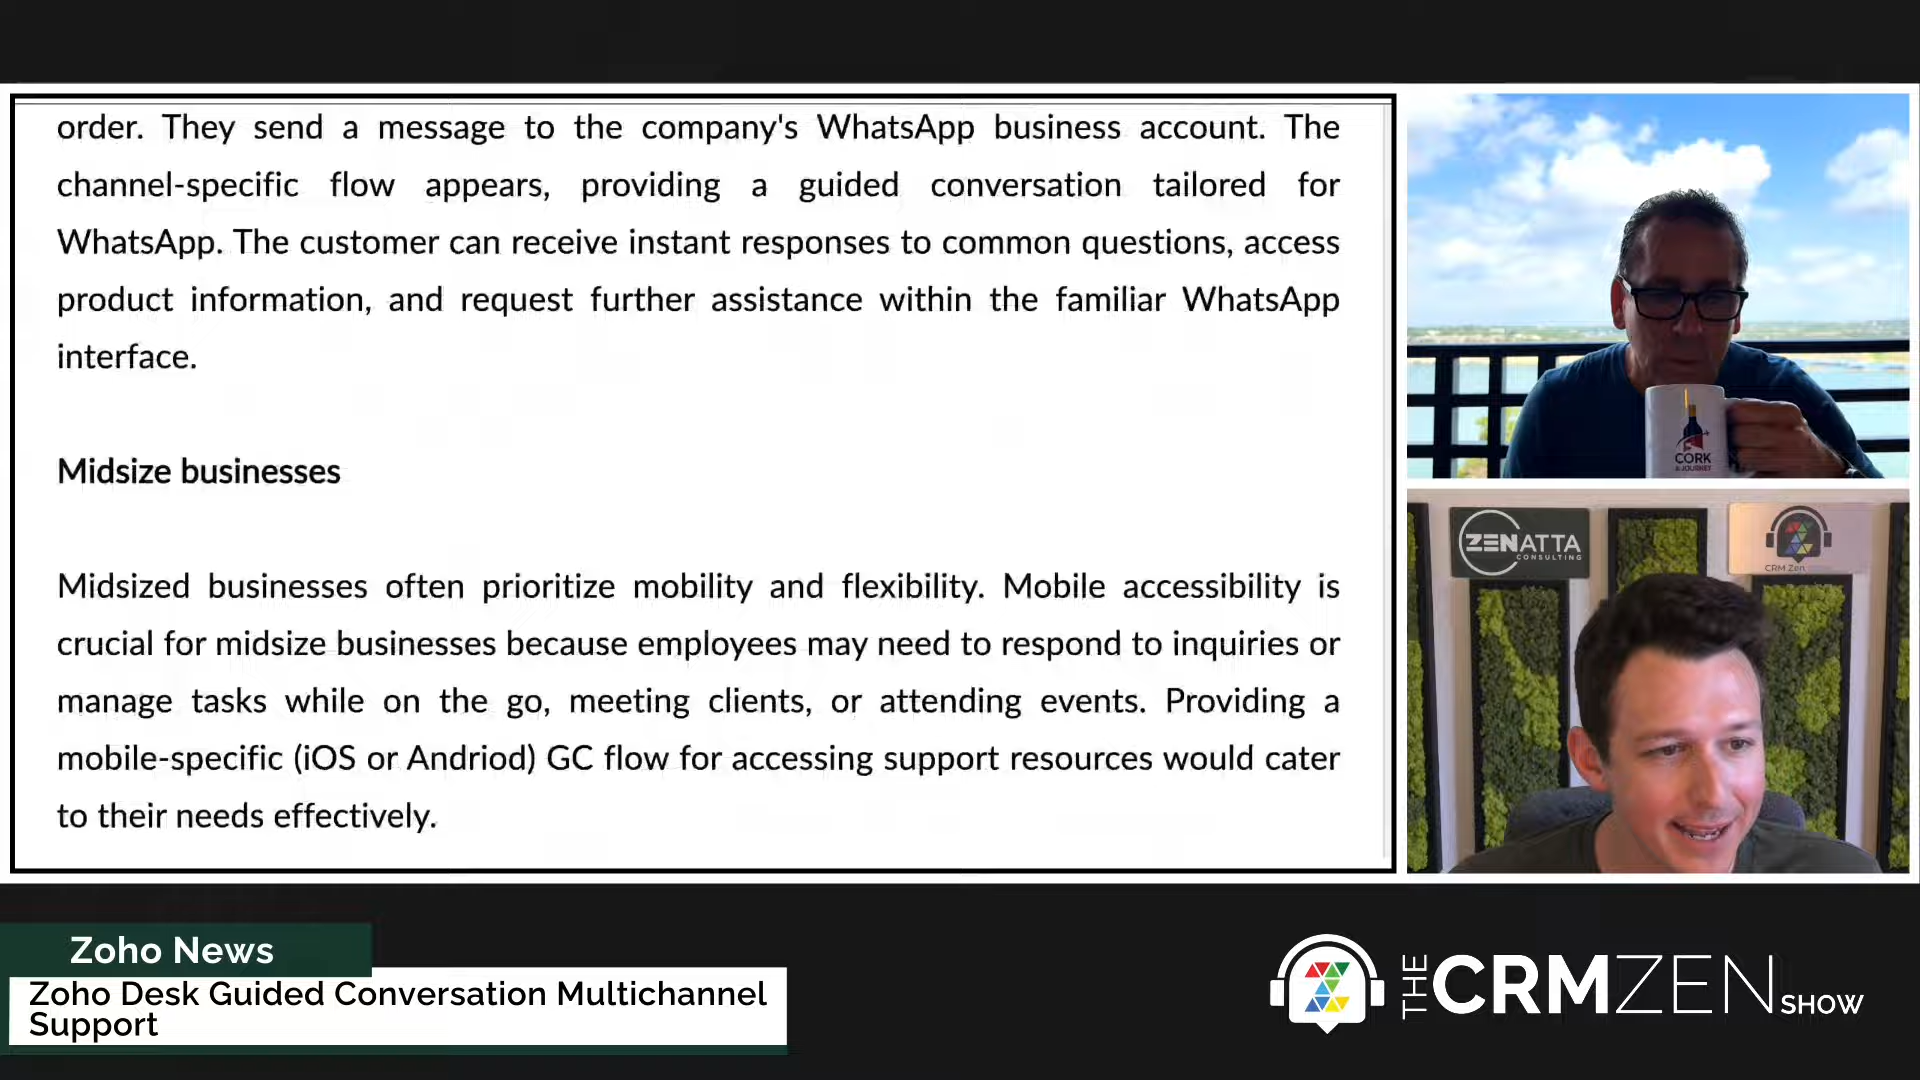 order. They send a message to the company's WhatsApp business account. The
channel-specific flow appears, providing a guided conversation tailored for
WhatsApp. The customer can receive instant responses to common questions, access
product information, and request further assistance within the familiar WhatsApp
interface.
Midsize businesses
Midsized businesses often prioritize mobility and flexibility. Mobile accessibility is
crucial for midsize businesses because employees may need to respond to inquiries or
manage tasks while on the go, meeting clients, or attending events. Providing a
mobile-specific (iOS or Andriod) GC flow for accessing support resources would cater
to their needs effectively.
CORK
& JOURNEY
ZENATTA
CONSULTING
CRM Zen
Zoho News
Zoho Desk Guided Conversation Multichannel
Support
THE CRMZEN SHOW